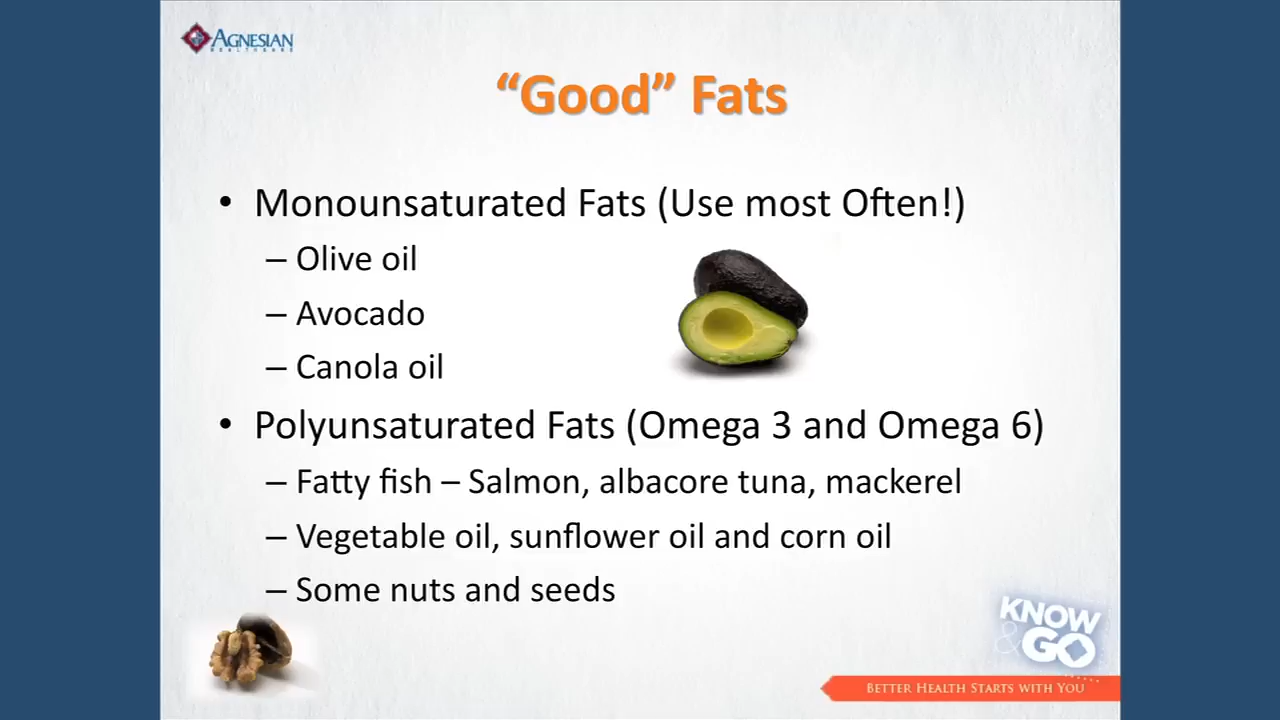 AGNESIAN
HEALTHCARE
“Good” Fats
• Monounsaturated Fats (Use most Often!)
– Olive oil
– Avocado
– Canola oil
• Polyunsaturated Fats (Omega 3 and Omega 6)
– Fatty fish – Salmon, albacore tuna, mackerel
– Vegetable oil, sunflower oil and corn oil
– Some nuts and seeds
KNOW
& GO
BETTER HEALTH STARTS WITH YOU